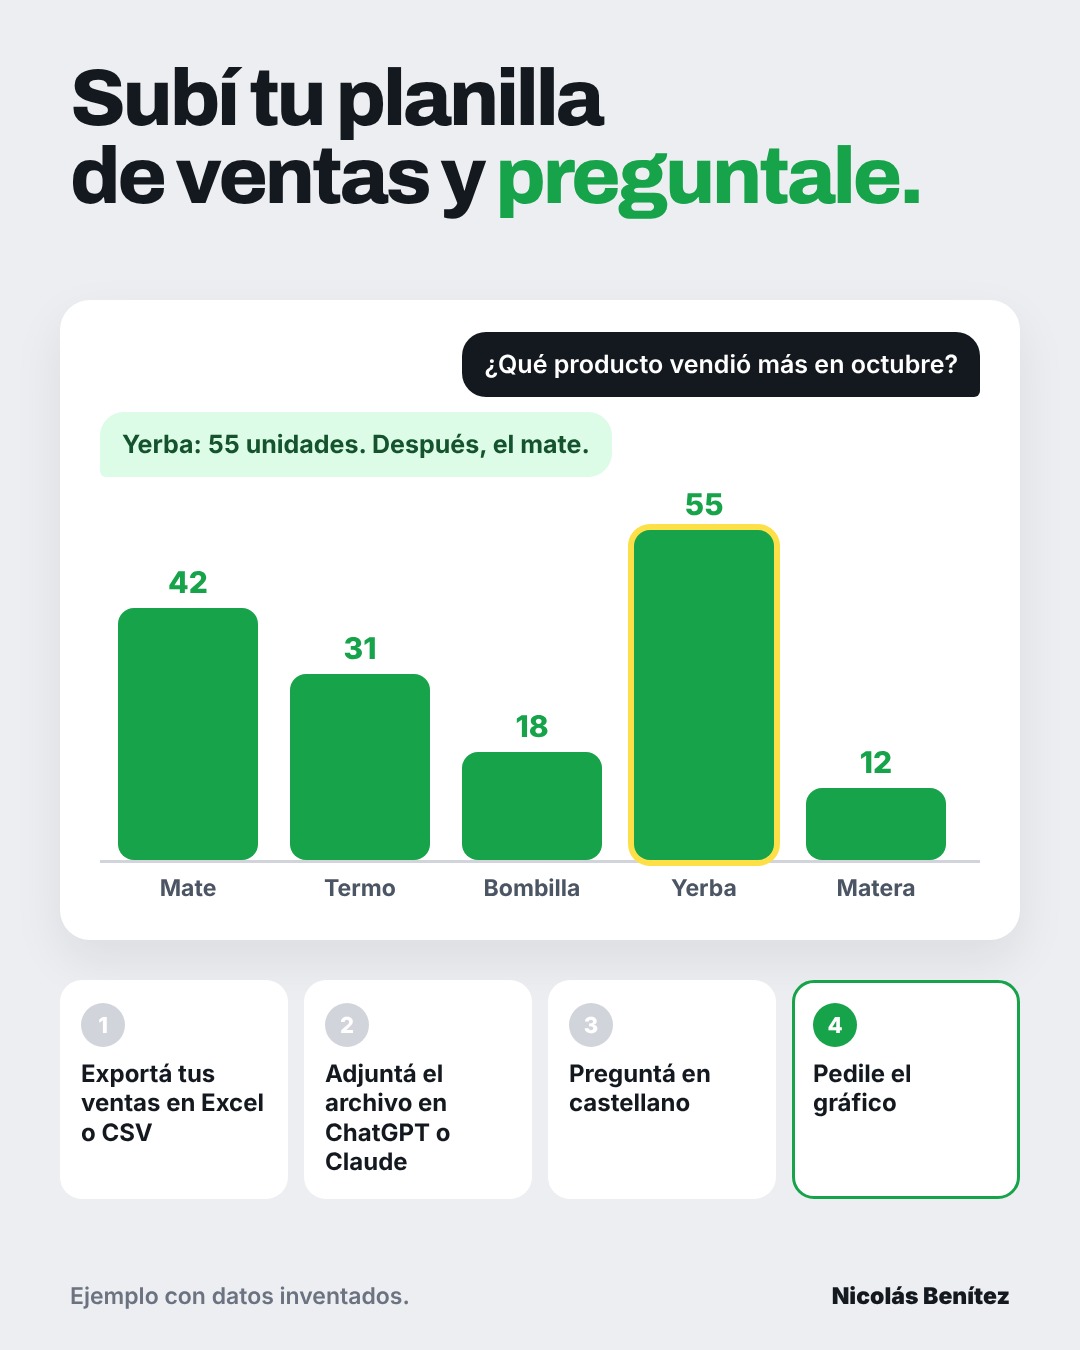 Subí tu planilla
de ventas y preguntale.
¿Qué producto vendió más en octubre?
Yerba: 55 unidades. Después, el mate.
42
31
18
55
12
Mate
Termo
Bombilla
Yerba
Matera
1
Exportá tus
ventas en Excel
o CSV
2
Adjuntá el
archivo en
ChatGPT o
Claude
3
Preguntá en
castellano
4
Pedile el
gráfico
Ejemplo con datos inventados.
Nicolás Benítez